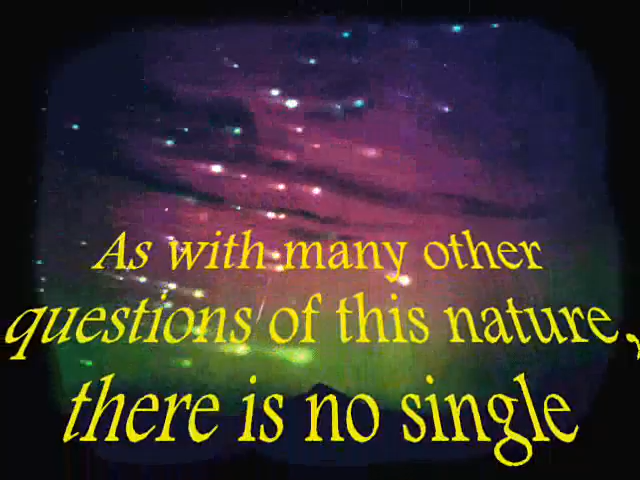 As with many other
questions of this nature,
there is no single